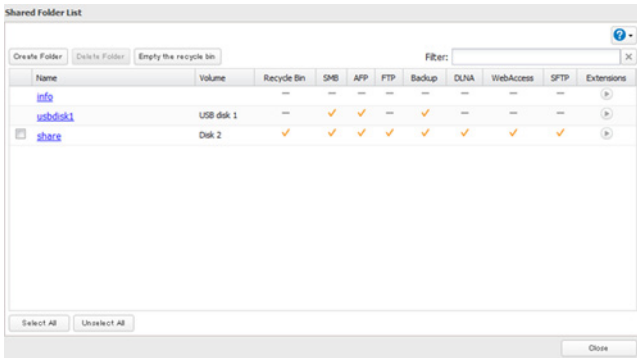 Shared Folder List
?
Create Folder Delete Folder Empty the recycle bin Filter:
Name Volume Recycle Bin SMB AFP FTP Backup DLNA WebAccess SFTP Extensions
info
usbdisk1 USB disk 1
share Disk 2
Select All Unselect All
Close